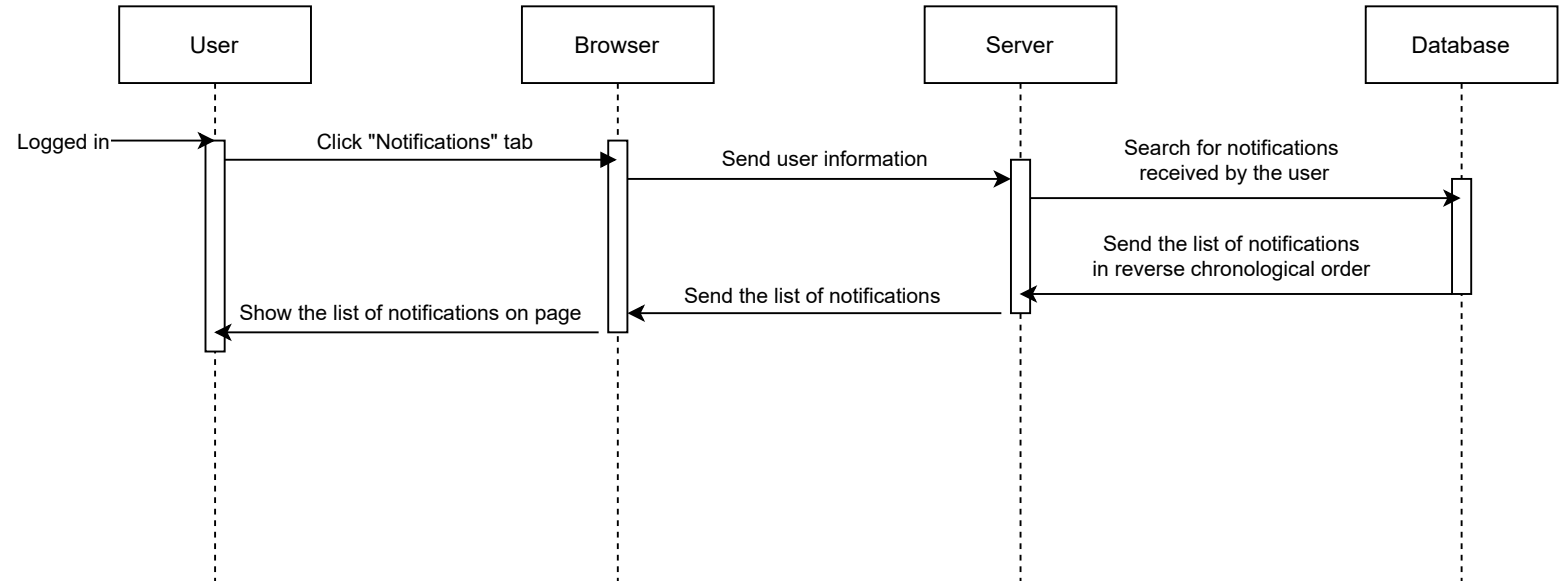 User
Browser
Server
Database
Logged in
Click "Notifications" tab
Send user information
Search for notifications
received by the user
Send the list of notifications
in reverse chronological order
Send the list of notifications
Show the list of notifications on page